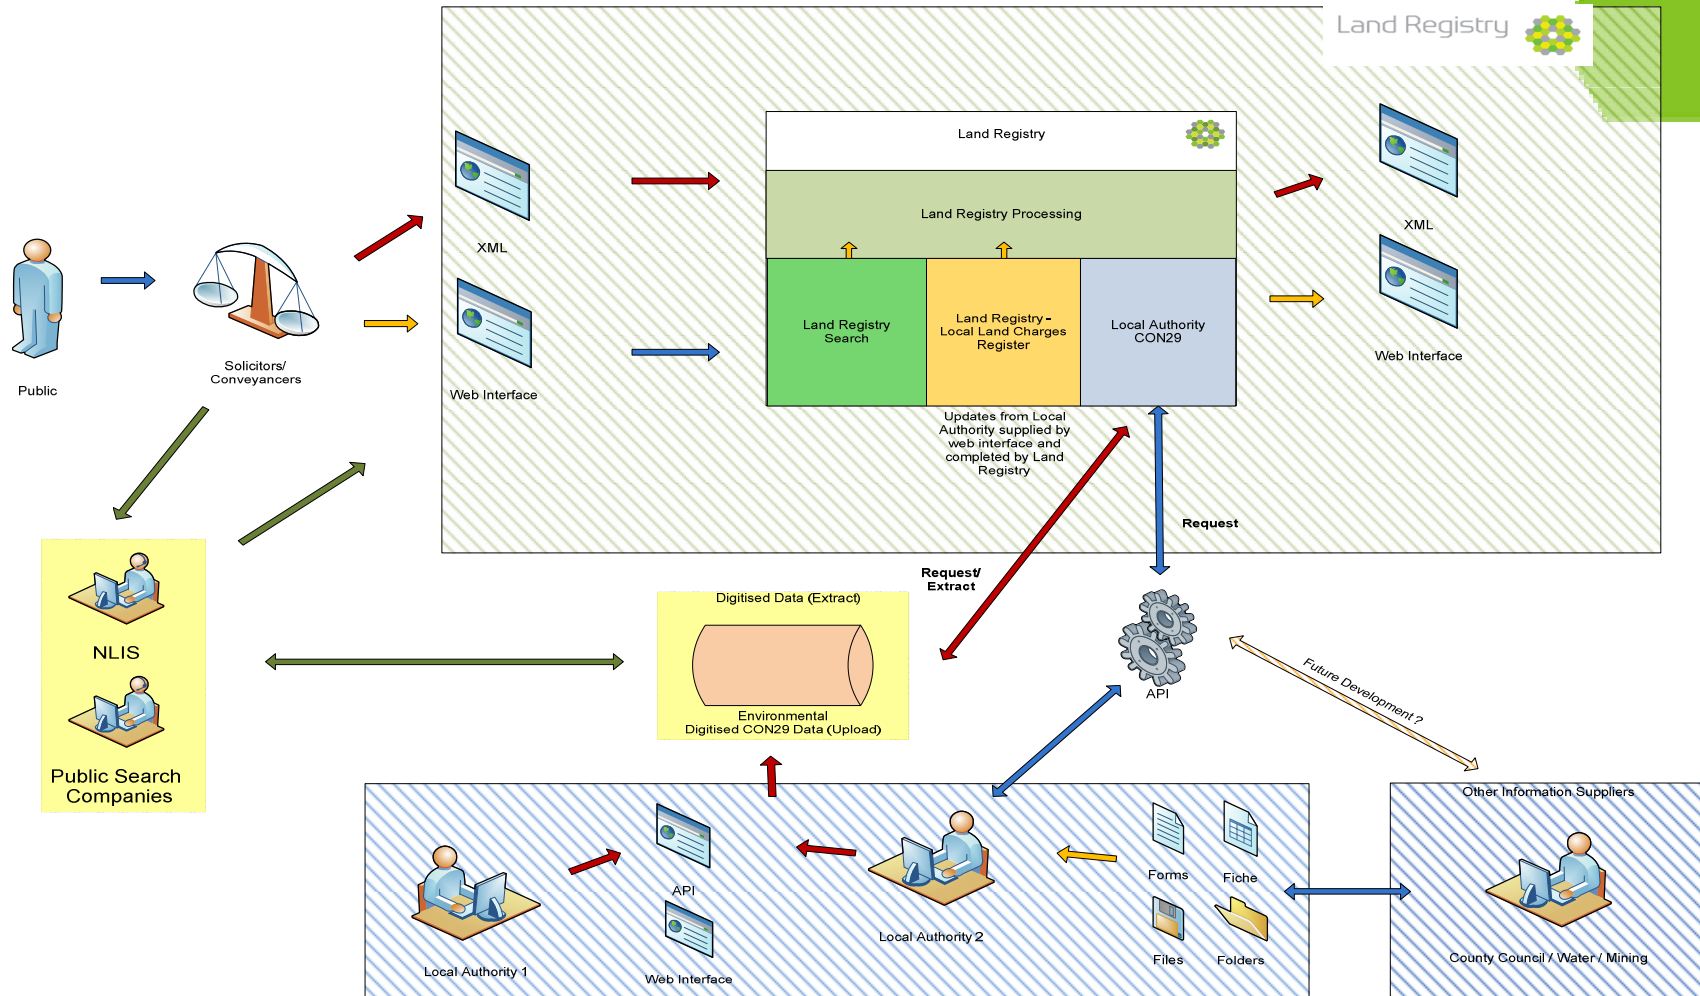 Land Registry
Land Registry
Land Registry Processing
XML
XML
Land Registry
Search
Land Registry -
Local Land Charges
Register
Local Authority
CON29
Web Interface
Solicitors/
Conveyancers
Public
Web Interface
Updates from Local
Authority supplied by
web interface and
completed by Land
Registry
Request
Request/
Extract
Digitised Data (Extract)
NLIS
Environmental
Digitised CON29 Data (Upload)
API
Future Development ?
Public Search
Companies
Other Information Suppliers
Forms
Fiche
API
Local Authority 2
Files
Folders
Local Authority 1
Web Interface
County Council / Water / Mining